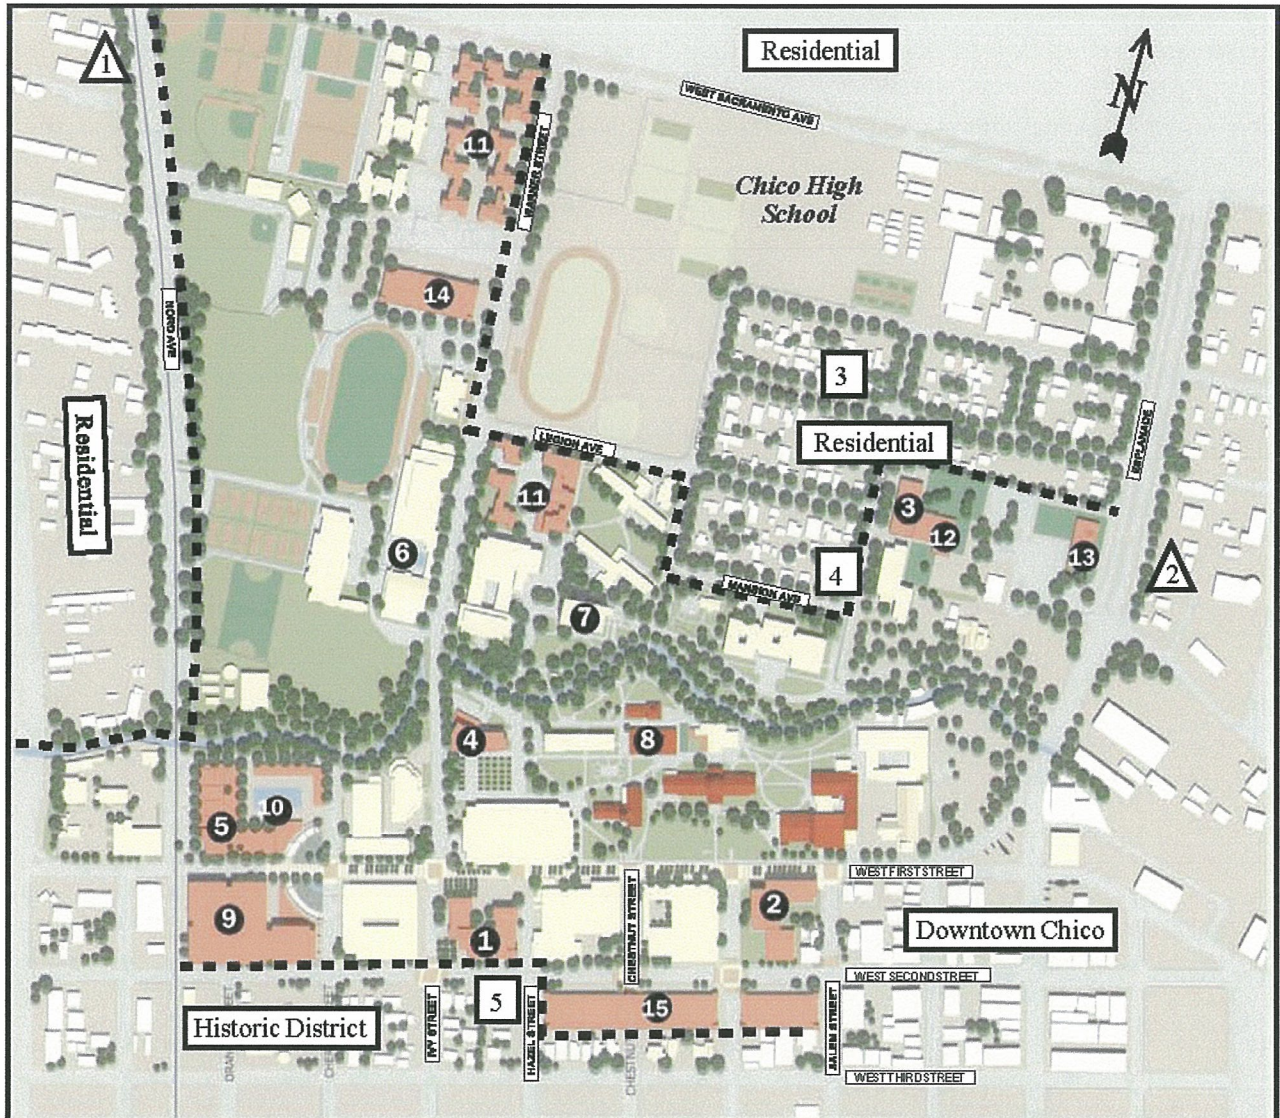 1
Residential
N
WEST SACRAMENTO AVE
11
WARNER STREET
Chico High
School
14
NORD AVE
3
Residential
Residential
ESPLANADE
LEGION AVE
11
3
12
13
6
4
2
MANSION AVE
7
4
8
10
5
WEST FIRST STREET
9
1
CHESTNUT STREET
2
Downtown Chico
WEST SECOND STREET
5
15
Historic District
IVY STREET
HAZEL STREET
SALEM STREET
WEST THIRD STREET